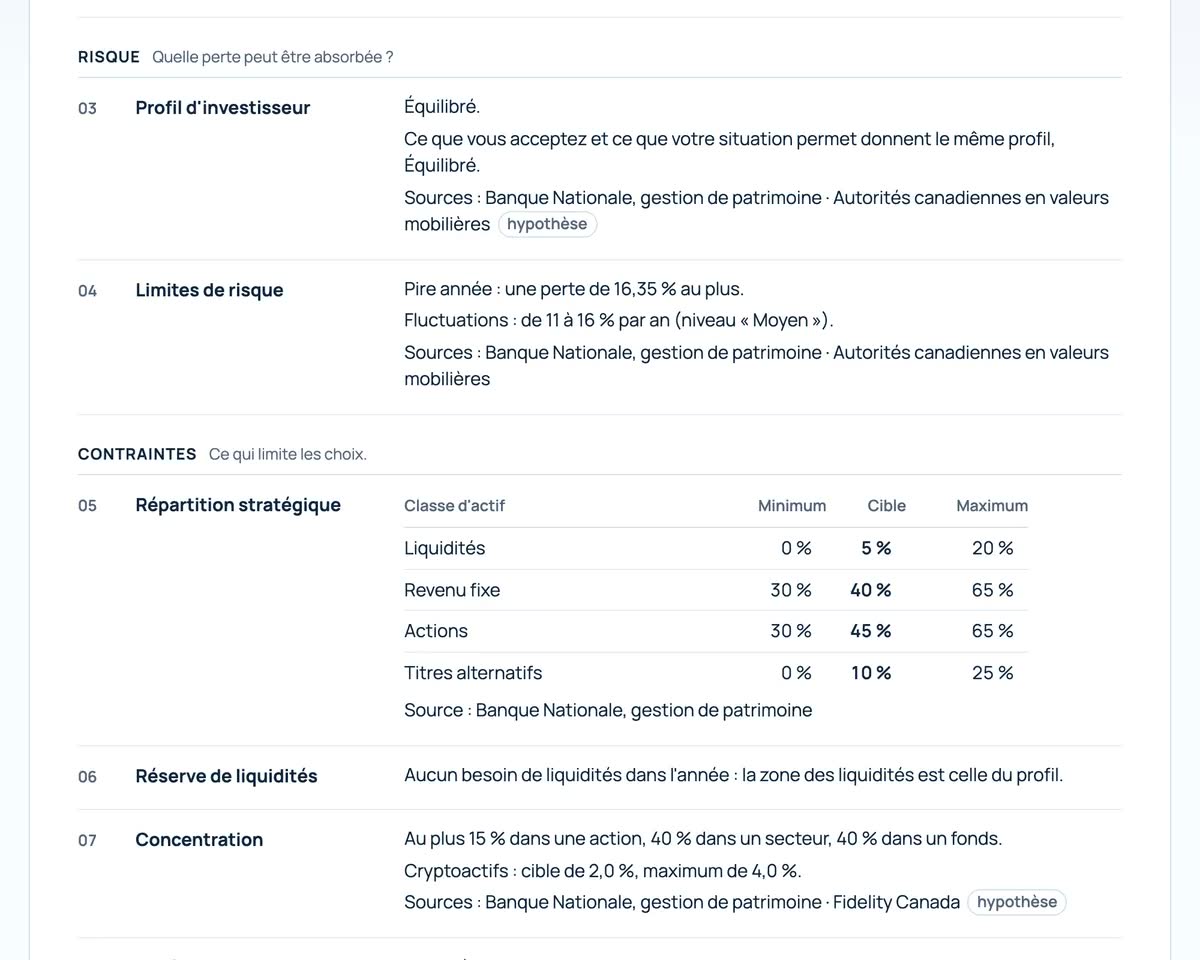 RISQUE Quelle perte peut être absorbée ?
03 Profil d'investisseur Équilibré.
Ce que vous acceptez et ce que votre situation permet donnent le même profil,
Équilibré.
Sources : Banque Nationale, gestion de patrimoine · Autorités canadiennes en valeurs
mobilières hypothèse
04 Limites de risque Pire année : une perte de 16,35 % au plus.
Fluctuations : de 11 à 16 % par an (niveau « Moyen »).
Sources : Banque Nationale, gestion de patrimoine · Autorités canadiennes en valeurs
mobilières
CONTRAINTES Ce qui limite les choix.
05 Répartition stratégique Classe d'actif Minimum Cible Maximum
Liquidités 0 % 5 % 20 %
Revenu fixe 30 % 40 % 65 %
Actions 30 % 45 % 65 %
Titres alternatifs 0 % 10 % 25 %
Source : Banque Nationale, gestion de patrimoine
06 Réserve de liquidités Aucun besoin de liquidités dans l'année : la zone des liquidités est celle du profil.
07 Concentration Au plus 15 % dans une action, 40 % dans un secteur, 40 % dans un fonds.
Cryptoactifs : cible de 2,0 %, maximum de 4,0 %.
Sources : Banque Nationale, gestion de patrimoine · Fidelity Canada hypothèse